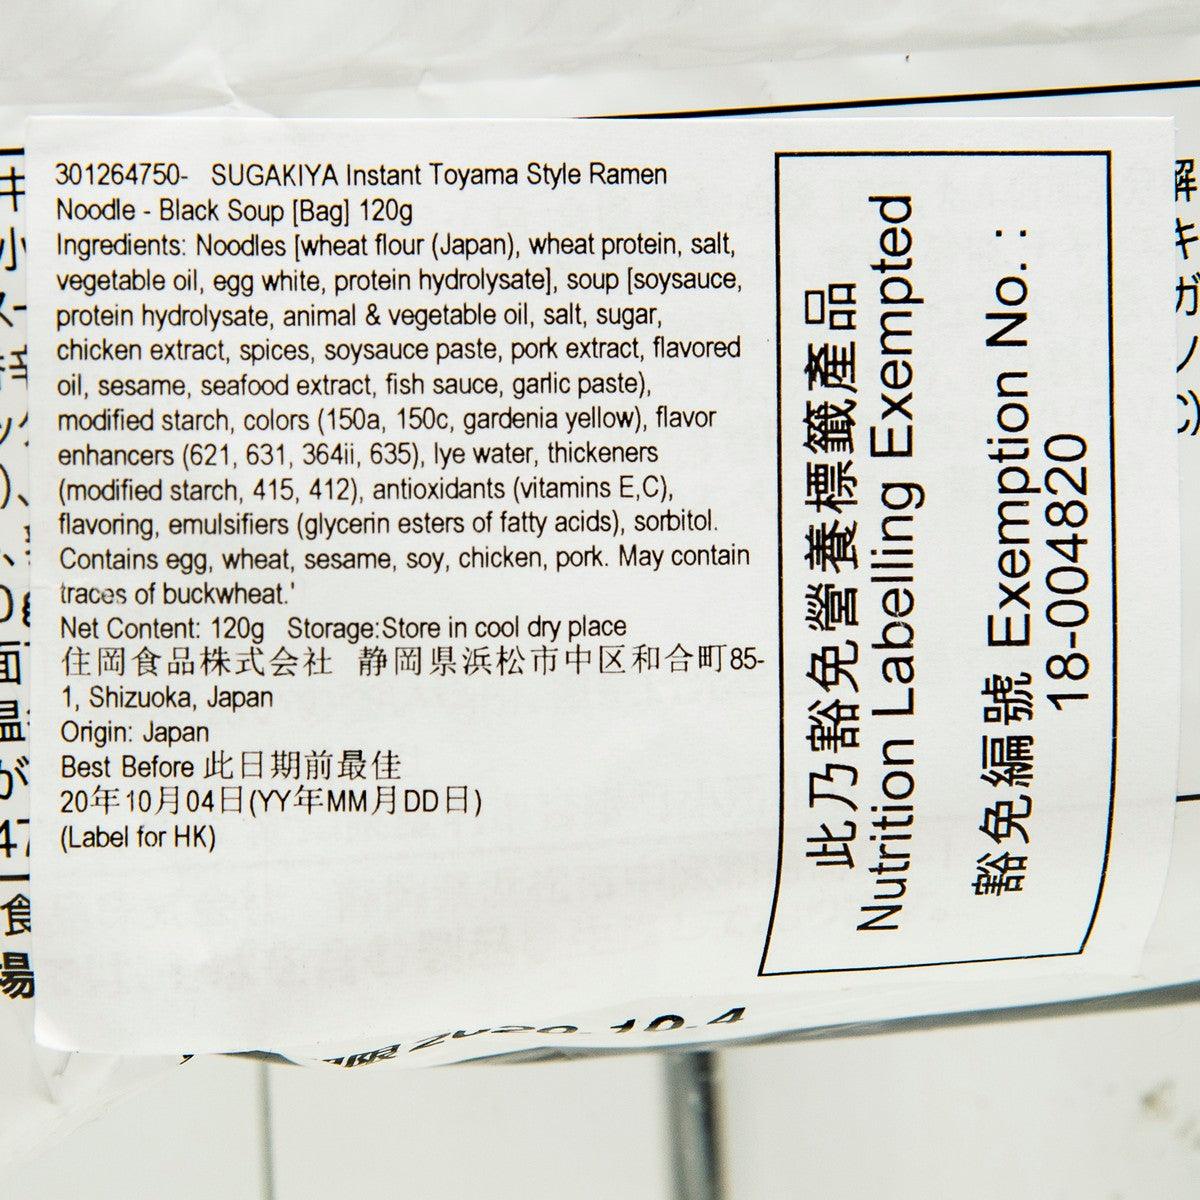 301264750- SUGAKIYA Instant Toyama Style Ramen
Noodle - Black Soup [Bag] 120g
Ingredients: Noodles [wheat flour (Japan), wheat protein, salt,
vegetable oil, egg white, protein hydrolysate], soup [soysauce,
protein hydrolysate, animal & vegetable oil, salt, sugar,
chicken extract, spices, soysauce paste, pork extract, flavored
oil, sesame, seafood extract, fish sauce, garlic paste),
modified starch, colors (150a, 150c, gardenia yellow), flavor
enhancers (621, 631, 364ii, 635), lye water, thickeners
(modified starch, 415, 412), antioxidants (vitamins E,C),
flavoring, emulsifiers (glycerin esters of fatty acids), sorbitol.
Contains egg, wheat, sesame, soy, chicken, pork. May contain
traces of buckwheat.'
Net Content: 120g Storage:Store in cool dry place
住岡食品株式会社 静岡県浜松市中区和合町85-
1, Shizuoka, Japan
Origin: Japan
Best Before 此日期前最佳
20年10月04日(YY年MM月DD日)
(Label for HK)
此乃豁免營養標籤產品
Nutrition Labelling Exempted
豁免編號 Exemption No. :
18-0048820
限 2020.10.4